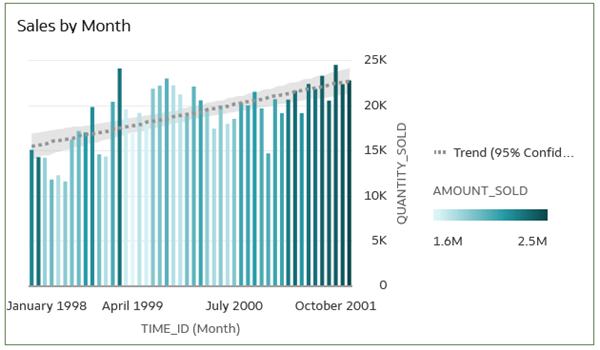 Sales by Month
25K
20K
15K
10K
5K
0
QUANTITY_SOLD
January 1998 April 1999 July 2000 October 2001
TIME_ID (Month)
Trend (95% Confid...
AMOUNT_SOLD
1.6M 2.5M